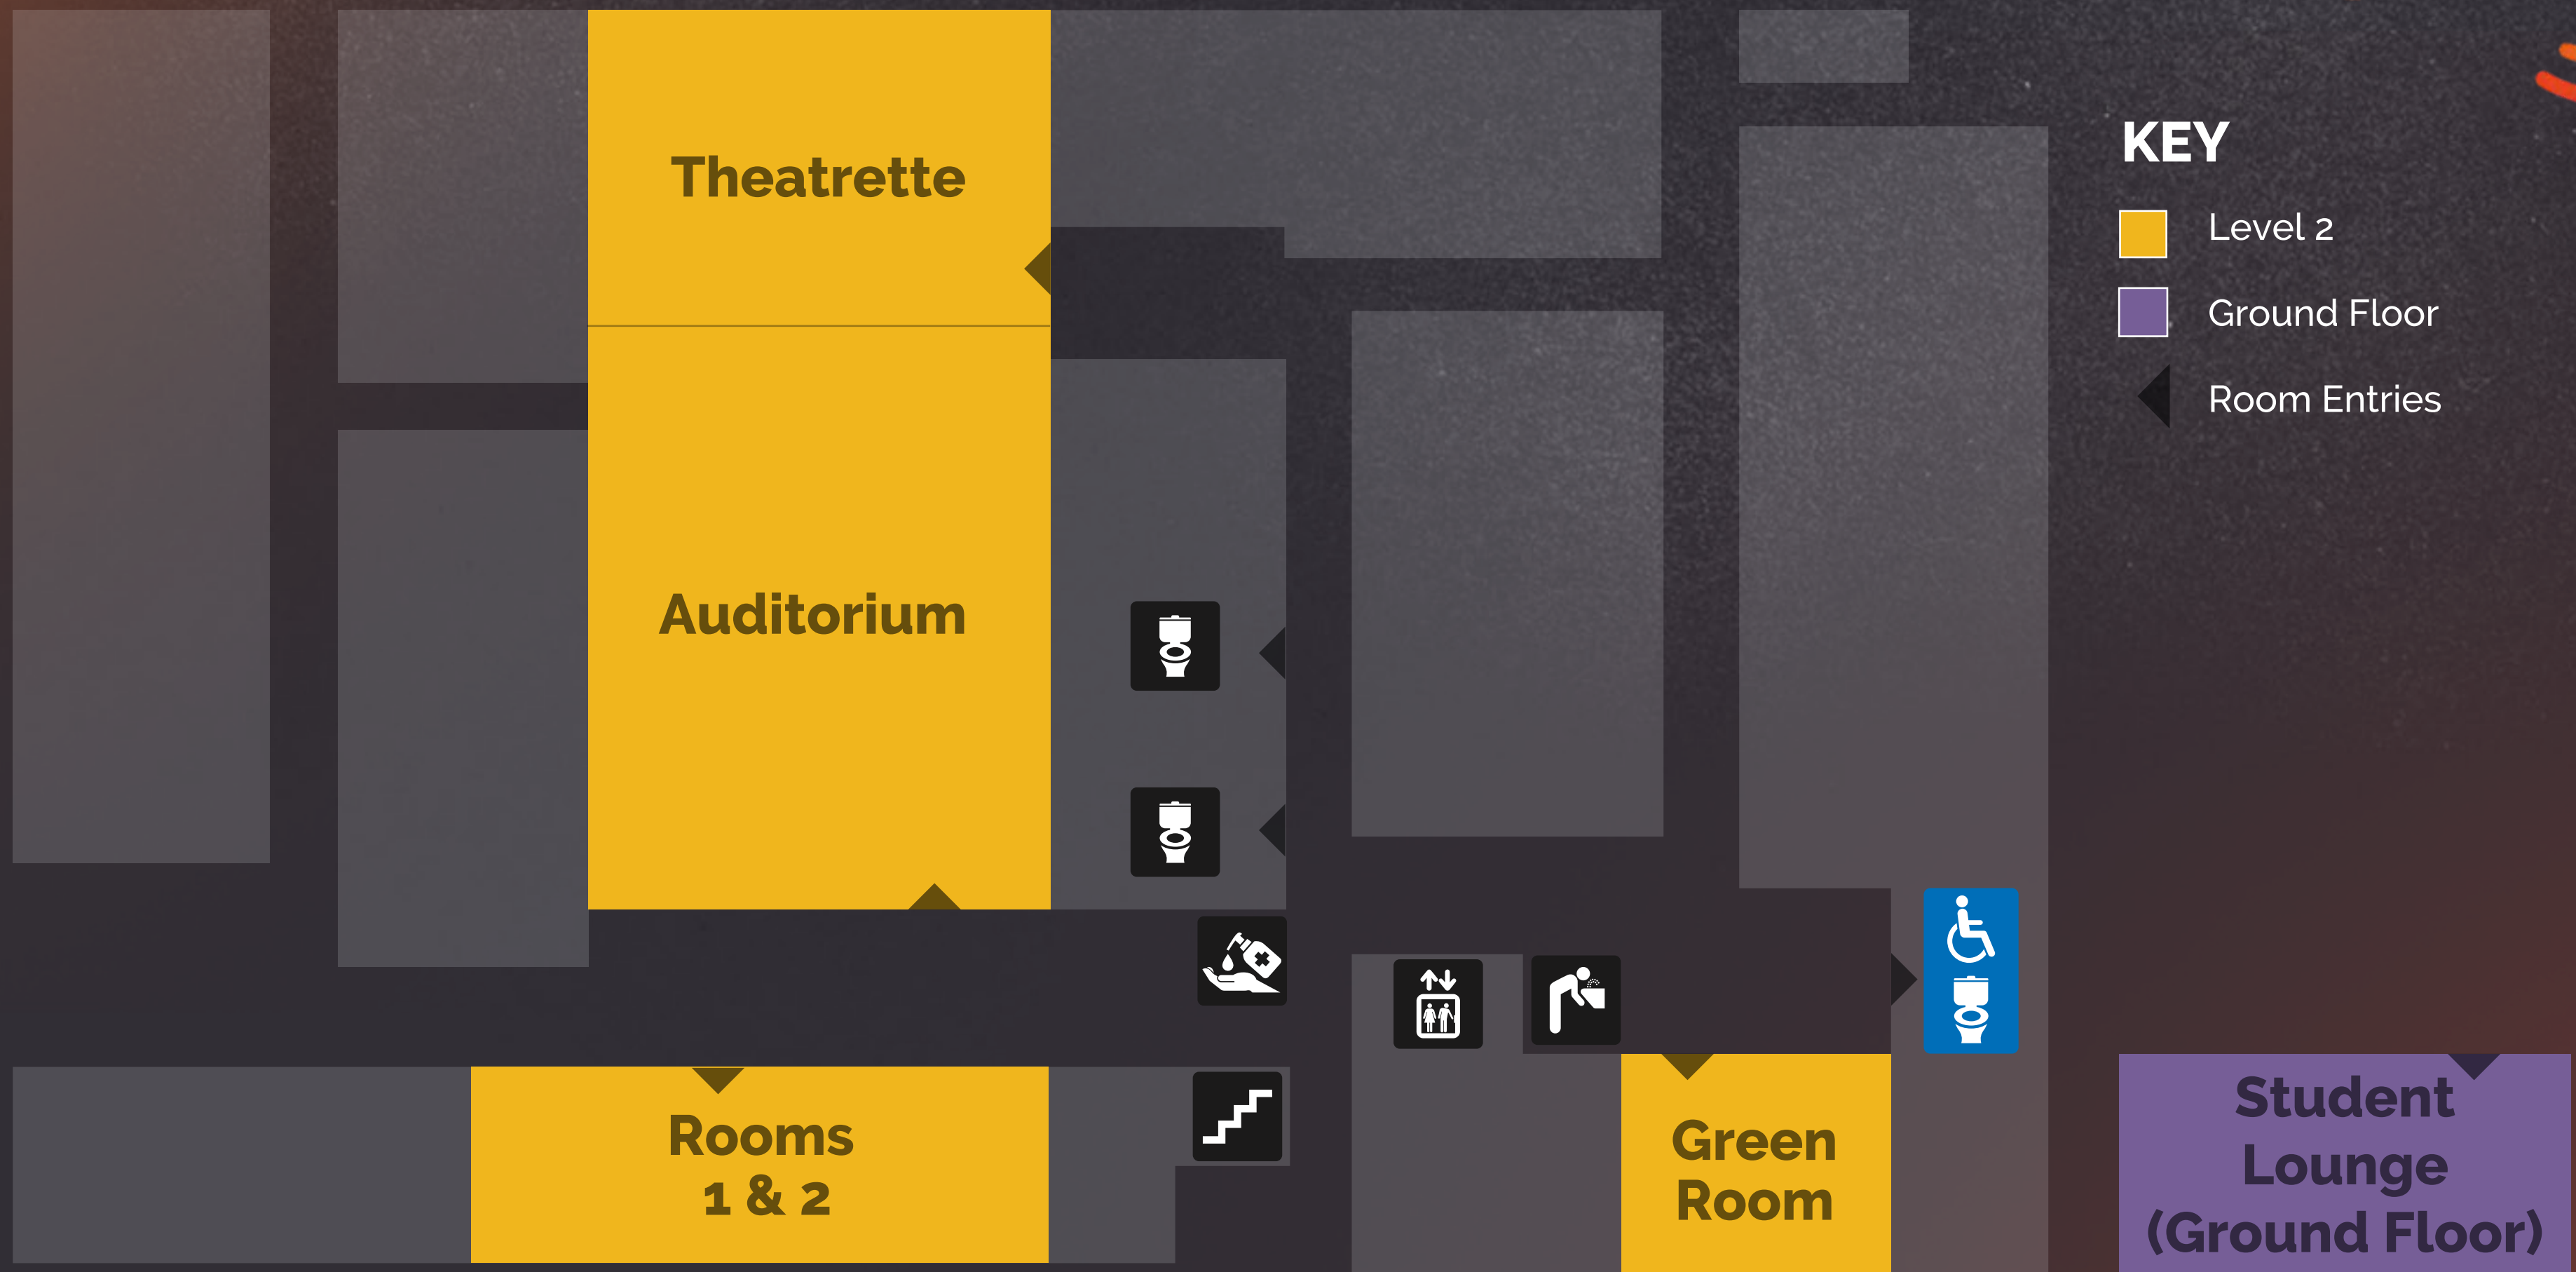 Theatrette
KEY
Level 2
Ground Floor
Room Entries
Auditorium
Rooms
1 & 2
Green
Room
Student
Lounge
(Ground Floor)